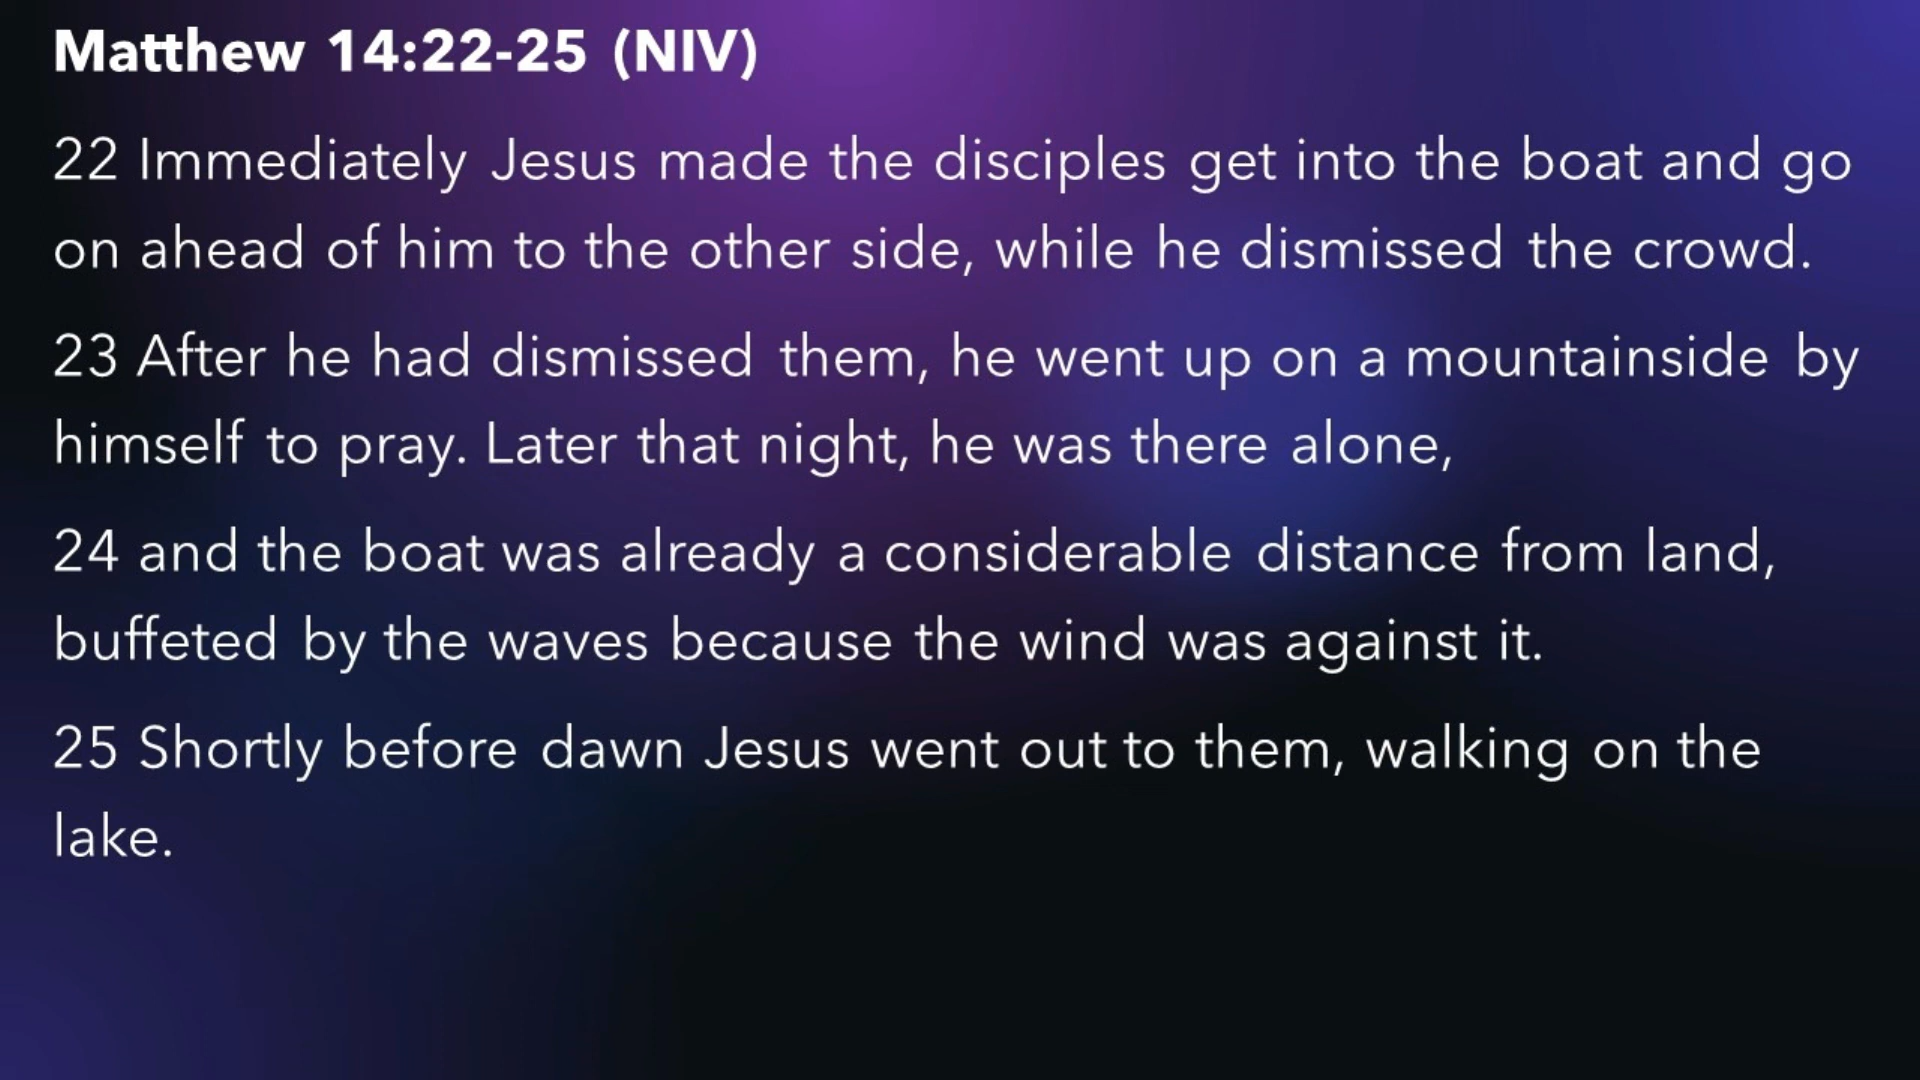 Matthew 14:22-25 (NIV)
22 Immediately Jesus made the disciples get into the boat and go
on ahead of him to the other side, while he dismissed the crowd.
23 After he had dismissed them, he went up on a mountainside by
himself to pray. Later that night, he was there alone,
24 and the boat was already a considerable distance from land,
buffeted by the waves because the wind was against it.
25 Shortly before dawn Jesus went out to them, walking on the
lake.